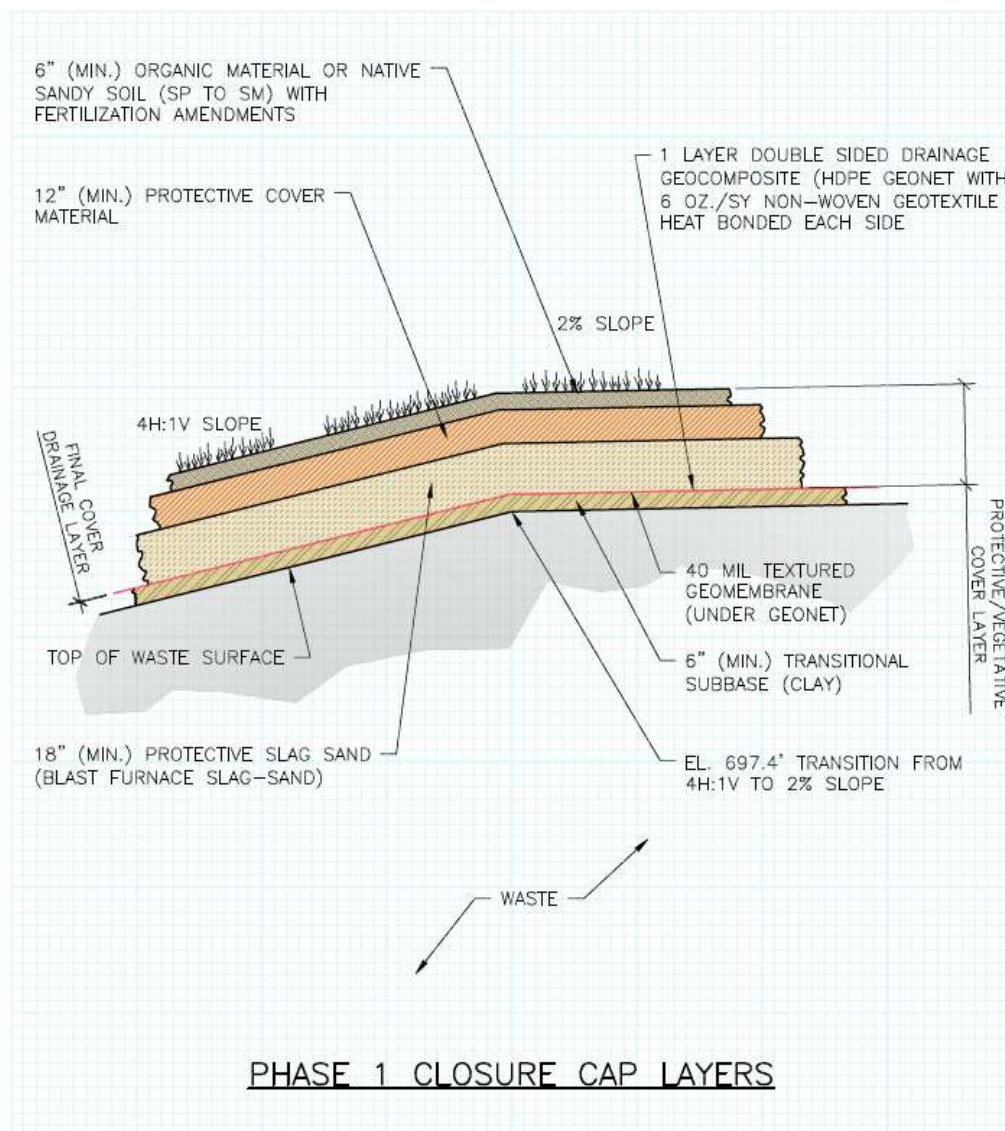 6" (MIN.) ORGANIC MATERIAL OR NATIVE
SANDY SOIL (SP TO SM) WITH
FERTILIZATION AMENDMENTS
1 LAYER DOUBLE SIDED DRAINAGE
GEOCOMPOSITE (HDPE GEONET WITH
6 OZ./SY NON-WOVEN GEOTEXTILE
HEAT BONDED EACH SIDE
12" (MIN.) PROTECTIVE COVER
MATERIAL
2% SLOPE
4H:1V SLOPE
FINAL COVER
DRAINAGE LAYER
PROTECTIVE/VEGETATIVE
COVER LAYER
40 MIL TEXTURED
GEOMEMBRANE
(UNDER GEONET)
TOP OF WASTE SURFACE
6" (MIN.) TRANSITIONAL
SUBBASE (CLAY)
18" (MIN.) PROTECTIVE SLAG SAND
(BLAST FURNACE SLAG-SAND)
EL. 697.4' TRANSITION FROM
4H:1V TO 2% SLOPE
WASTE
PHASE 1 CLOSURE CAP LAYERS